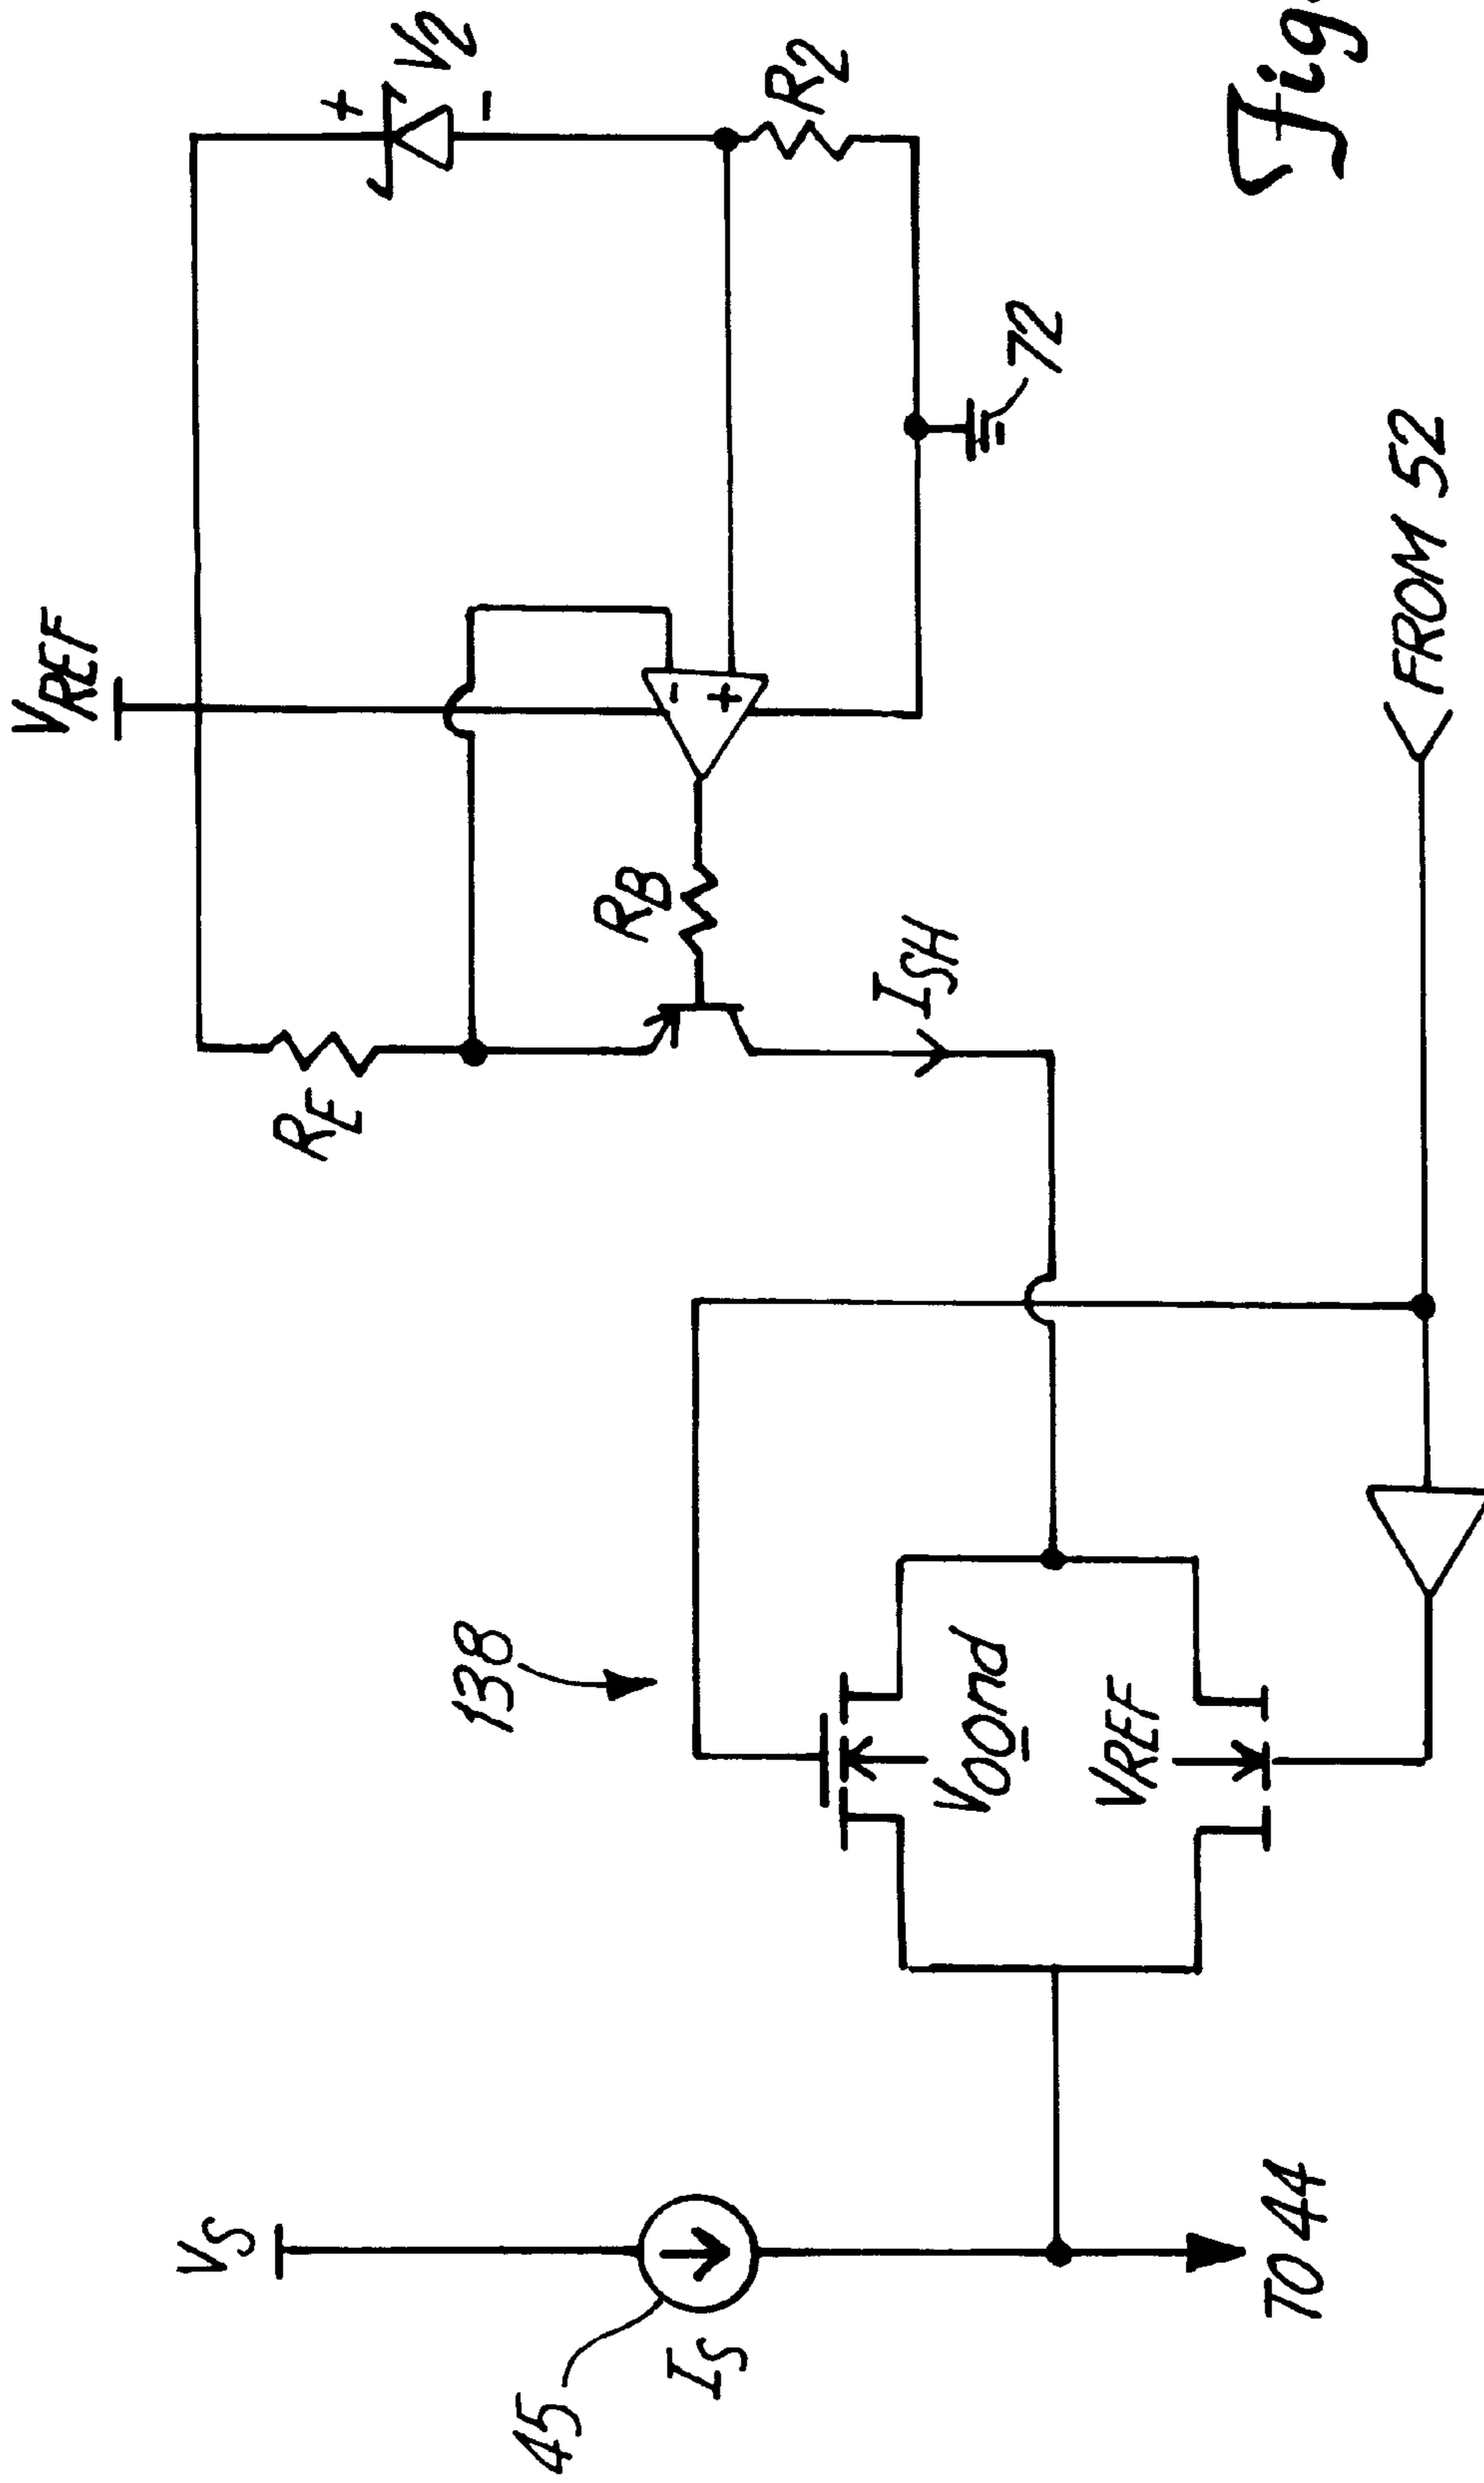 VS
45
IS
TO 44
138
VOOnd
VREF
RE
VREF
RB
ISH
-
+
72
+
V2
-
R2
FROM 52
Fig